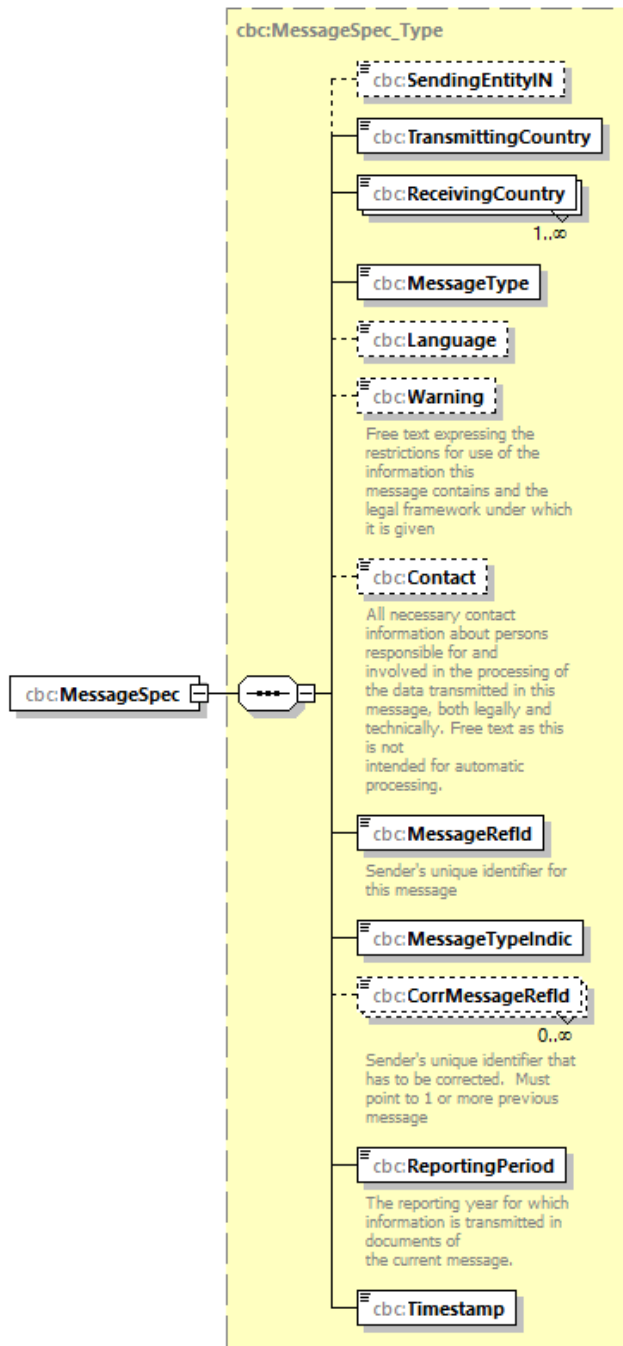 cbc:MessageSpec_Type
cbc:SendingEntityIN
cbc:TransmittingCountry
cbc:ReceivingCountry
1..∞
cbc:MessageType
cbc:Language
cbc:Warning
Free text expressing the
restrictions for use of the
information this
message contains and the
legal framework under which
it is given
cbc:Contact
All necessary contact
information about persons
responsible for and
involved in the processing of
the data transmitted in this
message, both legally and
technically. Free text as this
is not
intended for automatic
processing.
cbc:MessageSpec
cbc:MessageRefId
Sender's unique identifier for
this message
cbc:MessageTypeIndic
cbc:CorrMessageRefId
0..∞
Sender's unique identifier that
has to be corrected.  Must
point to 1 or more previous
message
cbc:ReportingPeriod
The reporting year for which
information is transmitted in
documents of
the current message.
cbc:Timestamp